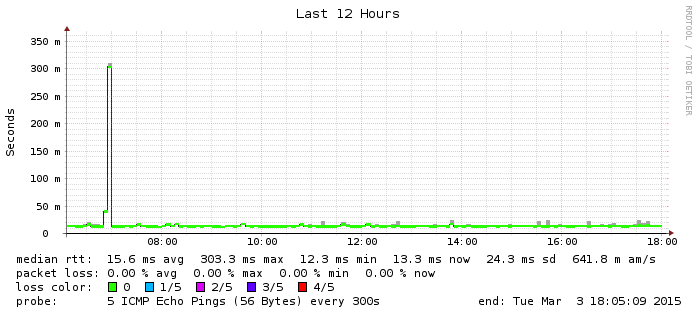 Last 12 Hours
RRDTOOL / TOBI OETIKER
Seconds
350 m
300 m
250 m
200 m
150 m
100 m
50 m
0
08:00 10:00 12:00 14:00 16:00 18:00
median rtt: 15.6 ms avg 303.3 ms max 12.3 ms min 13.3 ms now 24.3 ms sd 641.8 m am/s
packet loss: 0.00 % avg 0.00 % max 0.00 % min 0.00 % now
loss color: 0 1/5 2/5 3/5 4/5
probe: 5 ICMP Echo Pings (56 Bytes) every 300s end: Tue Mar 3 18:05:09 2015